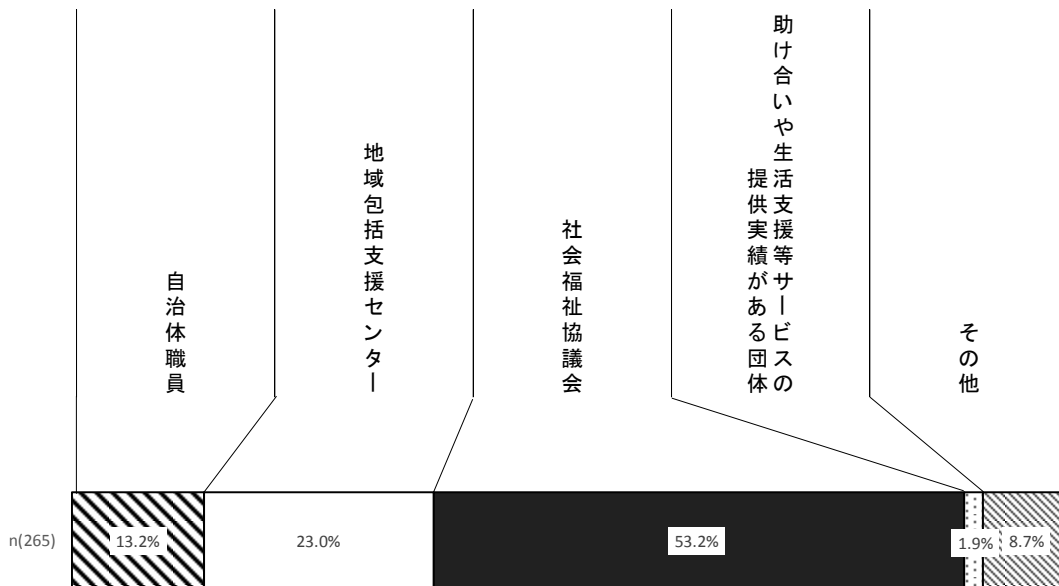 自治体職員
地域包括支援センター
社会福祉協議会
助け合いや生活支援等サービスの
提供実績がある団体
その他
n(265)
13.2%
23.0%
53.2%
1.9%
8.7%